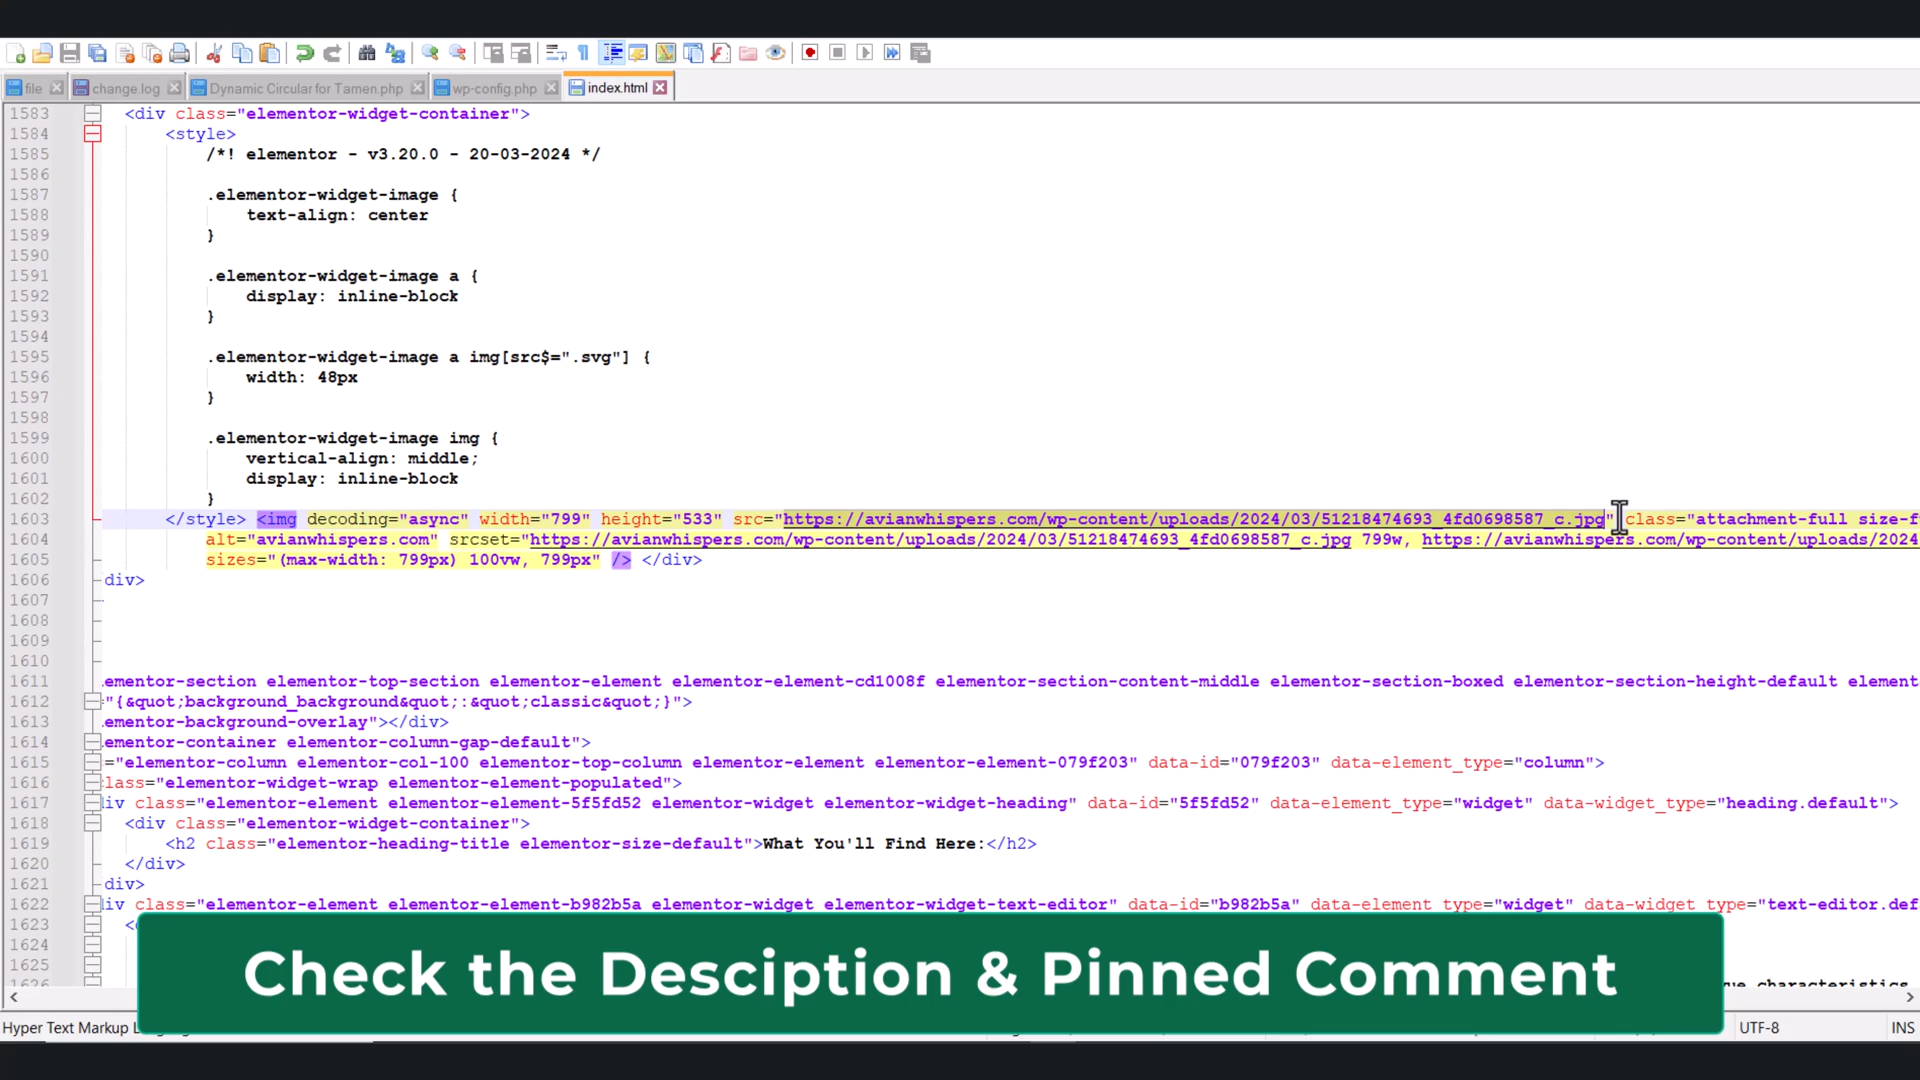 file change.log Dynamic Circular for Tamen.php wp-config.php index.html
1583 <div class="elementor-widget-container">
1584 <style>
1585 /*! elementor - v3.20.0 - 20-03-2024 */
1586
1587 .elementor-widget-image {
1588 text-align: center
1589 }
1590
1591 .elementor-widget-image a {
1592 display: inline-block
1593 }
1594
1595 .elementor-widget-image a img[src$=".svg"] {
1596 width: 48px
1597 }
1598
1599 .elementor-widget-image img {
1600 vertical-align: middle;
1601 display: inline-block
1602 }
1603 </style> <img decoding="async" width="799" height="533" src="https://avianwhispers.com/wp-content/uploads/2024/03/51218474693_4fd0698587_c.jpg" class="attachment-full size-f
1604 alt="avianwhispers.com" srcset="https://avianwhispers.com/wp-content/uploads/2024/03/51218474693_4fd0698587_c.jpg 799w, https://avianwhispers.com/wp-content/uploads/2024
1605 sizes="(max-width: 799px) 100vw, 799px" /> </div>
1606 div>
1607
1608
1609
1610
1611 ementor-section elementor-top-section elementor-element elementor-element-cd1008f elementor-section-content-middle elementor-section-boxed elementor-section-height-default element
1612 "{&quot;background_background&quot;:&quot;classic&quot;}">
1613 ementor-background-overlay"></div>
1614 ementor-container elementor-column-gap-default">
1615 ="elementor-column elementor-col-100 elementor-top-column elementor-element elementor-element-079f203" data-id="079f203" data-element_type="column">
1616 lass="elementor-widget-wrap elementor-element-populated">
1617 iv class="elementor-element elementor-element-5f5fd52 elementor-widget elementor-widget-heading" data-id="5f5fd52" data-element_type="widget" data-widget_type="heading.default">
1618 <div class="elementor-widget-container">
1619 <h2 class="elementor-heading-title elementor-size-default">What You'll Find Here:</h2>
1620 </div>
1621 div>
1622 iv class="elementor-element elementor-element-b982b5a elementor-widget elementor-widget-text-editor" data-id="b982b5a" data-element_type="widget" data-widget_type="text-editor.def
1623
1624
1625
characteristics
Check the Desciption & Pinned Comment
Hyper Text Markup UTF-8 INS